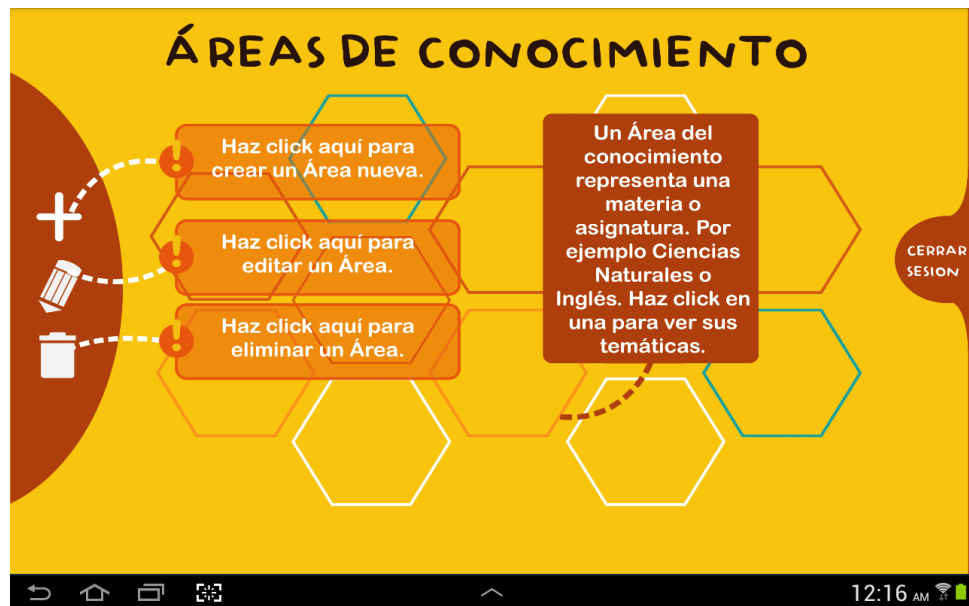 ÁREAS DE CONOCIMIENTO
Haz click aquí para
crear un Área nueva.
Haz click aquí para
editar un Área.
Haz click aquí para
eliminar un Área.
Un Área del
conocimiento
representa una
materia o
asignatura. Por
ejemplo Ciencias
Naturales o
Inglés. Haz click en
una para ver sus
temáticas.
CERRAR
SESION
12:16 AM